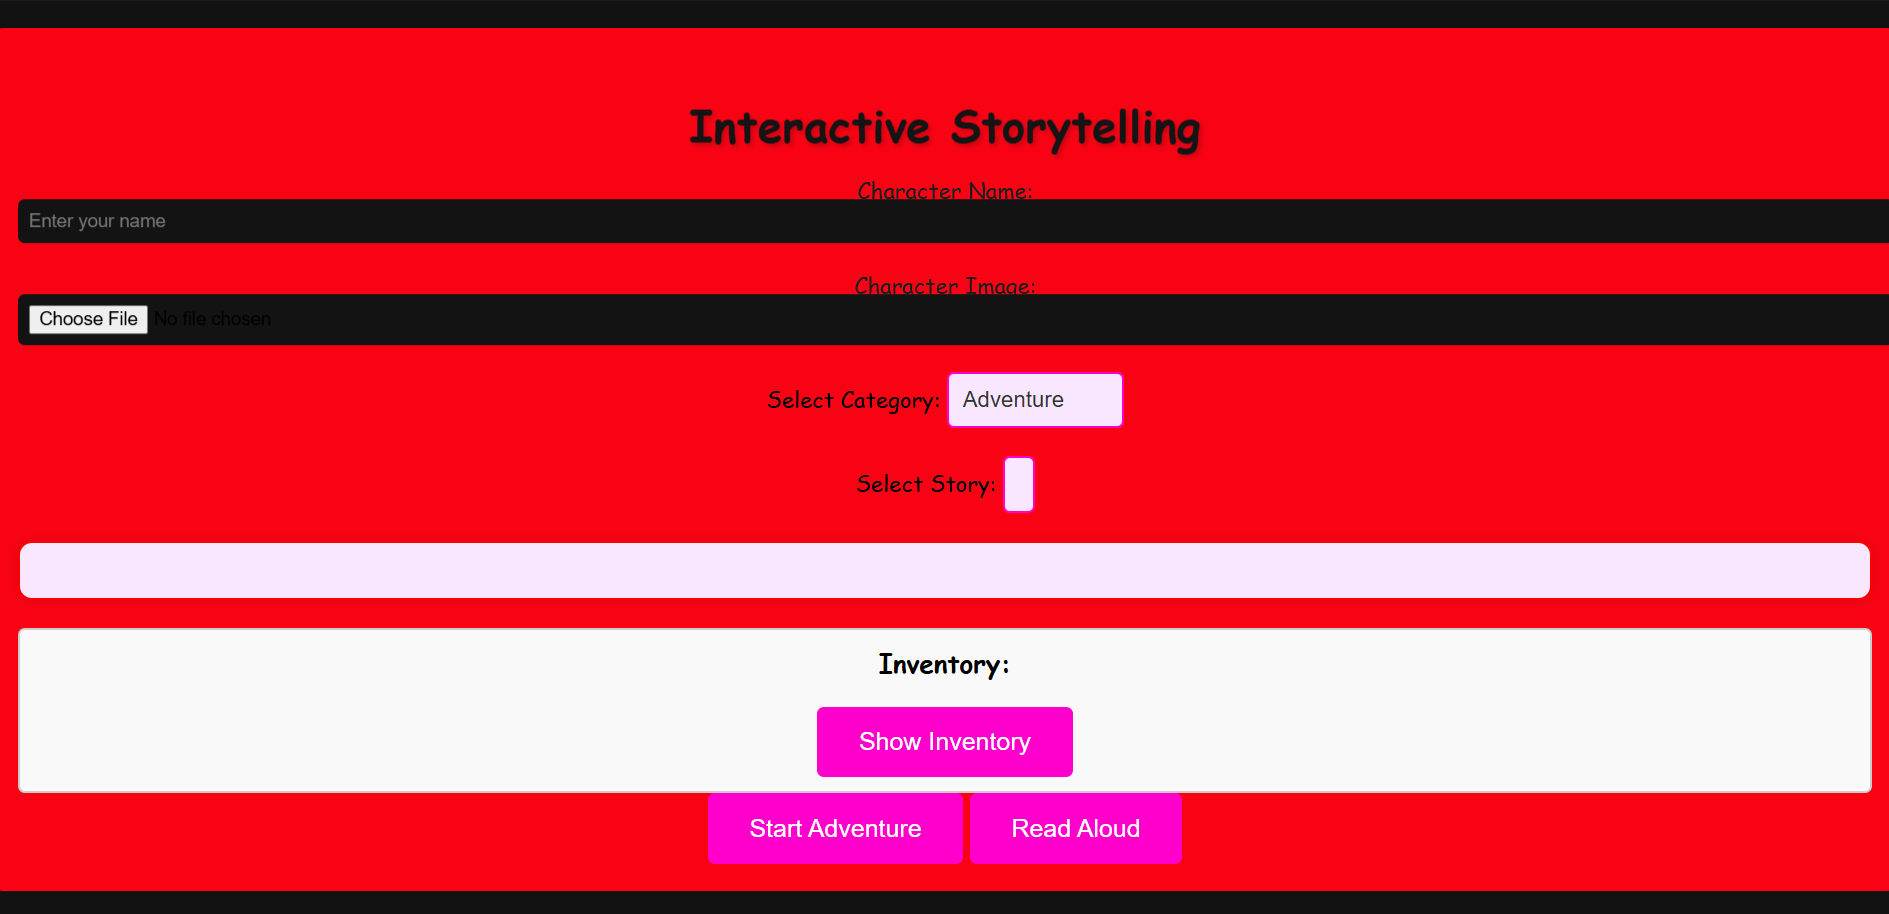 Interactive Storytelling
Character Name:
Enter your name
Character Image:
Choose File No file chosen
Select Category: Adventure
Select Story:
Inventory:
Show Inventory
Start Adventure Read Aloud